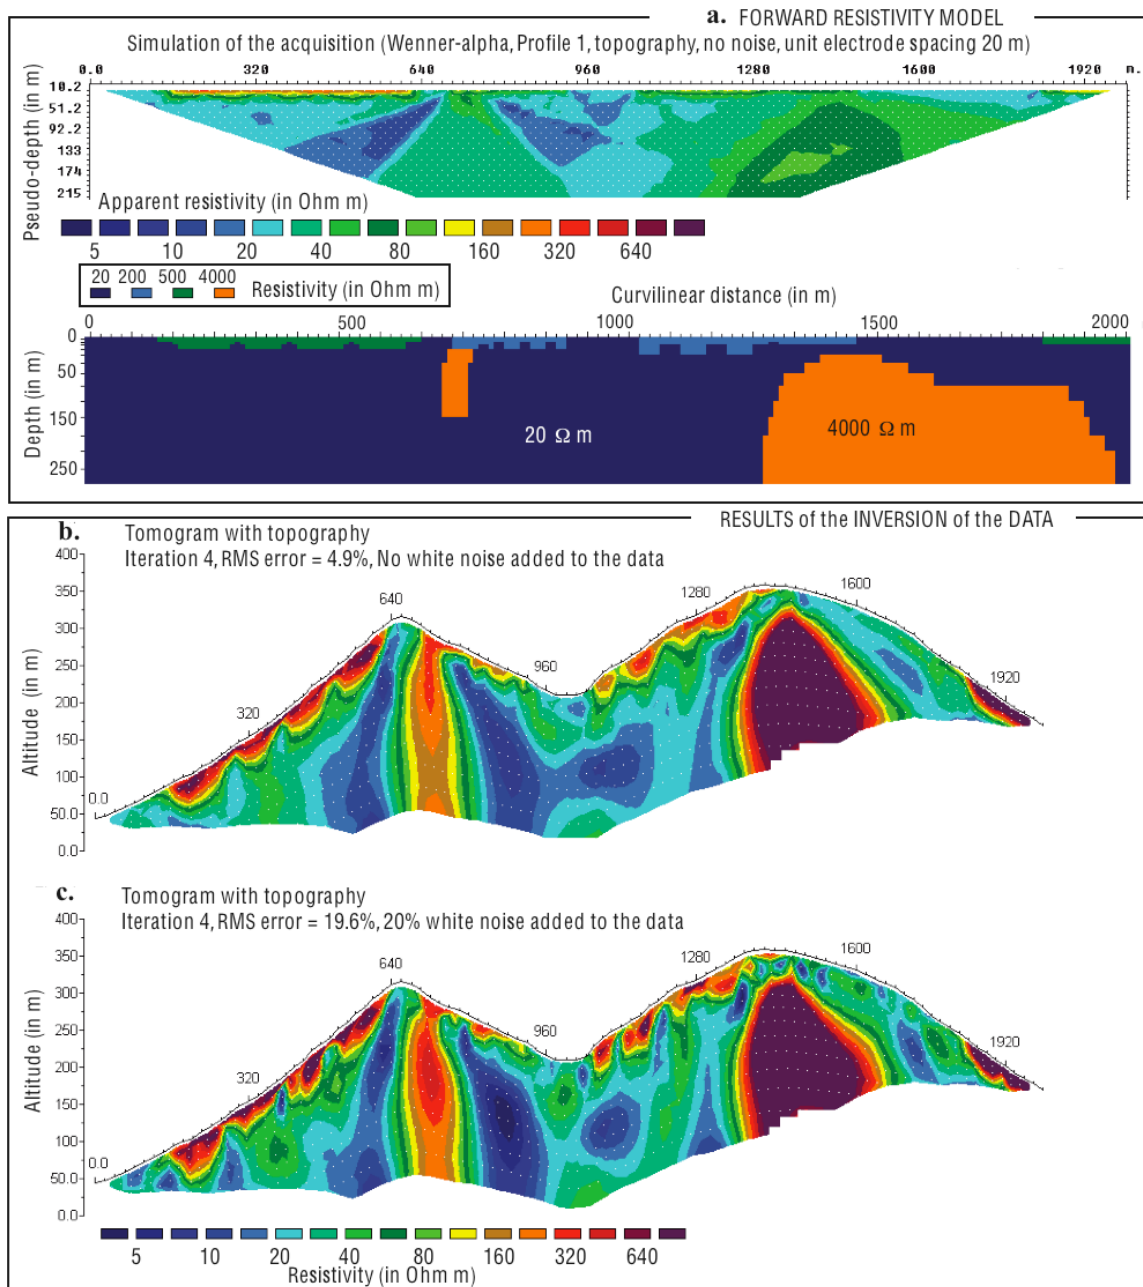 a. FORWARD RESISTIVITY MODEL
Simulation of the acquisition (Wenner-alpha, Profile 1, topography, no noise, unit electrode spacing 20 m)
0.0 320 640 960 1280 1600 1920 m.
Pseudo-depth (in m)
10.2
51.2
92.2
133
174
215
Apparent resistivity (in Ohm m)
5 10 20 40 80 160 320 640
20 200 500 4000
Resistivity (in Ohm m)
Curvilinear distance (in m)
0 500 1000 1500 2000
Depth (in m)
0
50
150
250
20 Ω m
4000 Ω m
RESULTS of the INVERSION of the DATA
b. Tomogram with topography
Iteration 4, RMS error = 4.9%, No white noise added to the data
Altitude (in m)
400
350
300
250
200
150
100
50.0
0.0
0.0 320 640 960 1280 1600 1920
c. Tomogram with topography
Iteration 4, RMS error = 19.6%, 20% white noise added to the data
Altitude (in m)
400
350
300
250
200
150
100
50.0
0.0
0.0 320 640 960 1280 1600 1920
5 10 20 40 80 160 320 640
Resistivity (in Ohm m)